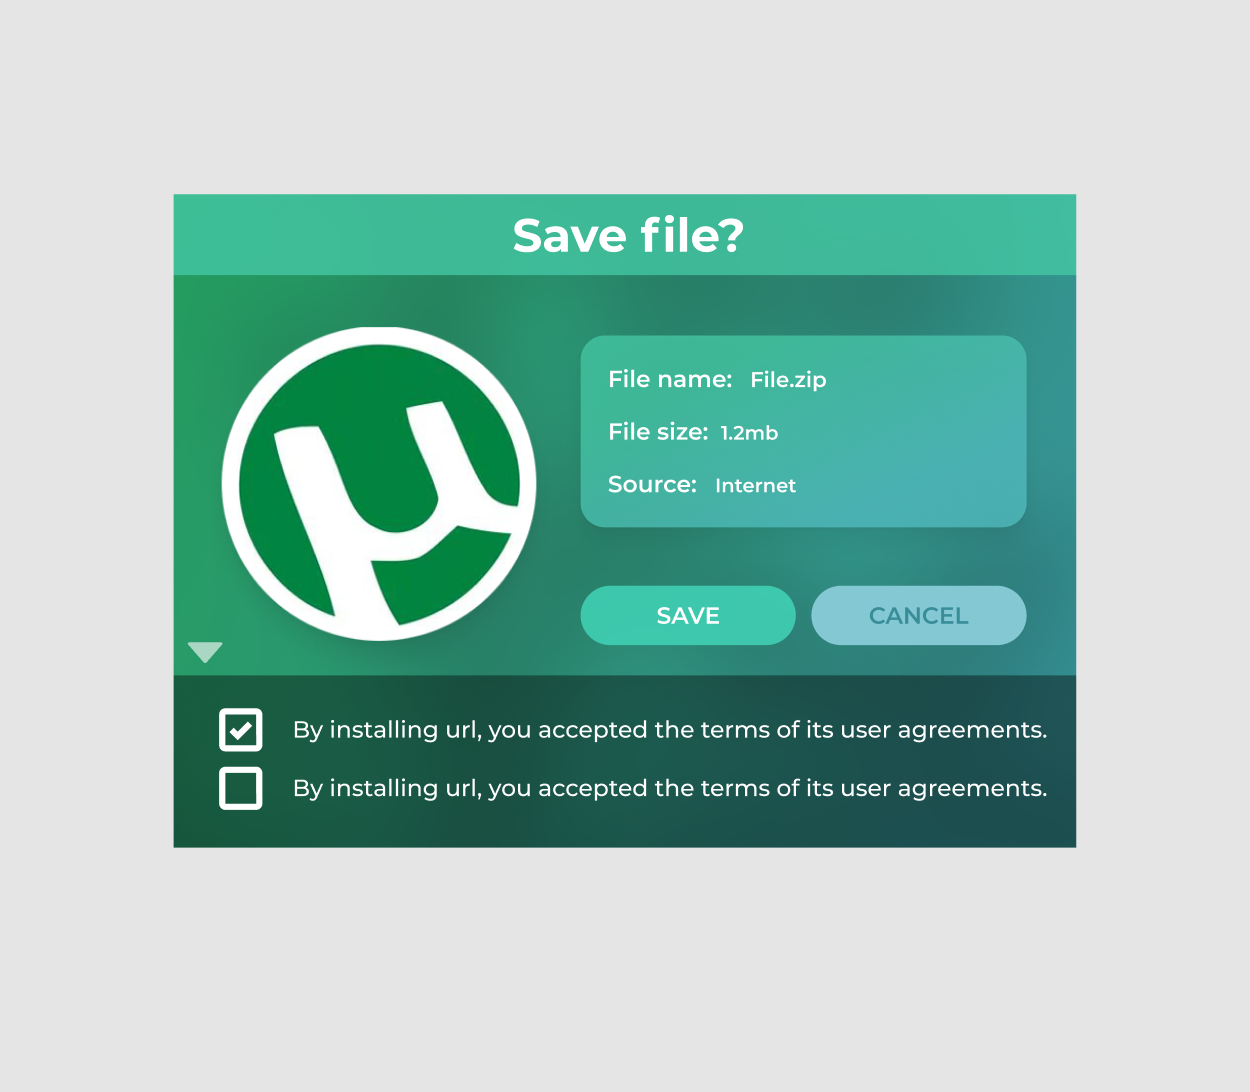 Save file?
File name: File.zip
File size: 1.2mb
Source: Internet
SAVE
CANCEL
By installing url, you accepted the terms of its user agreements.
By installing url, you accepted the terms of its user agreements.